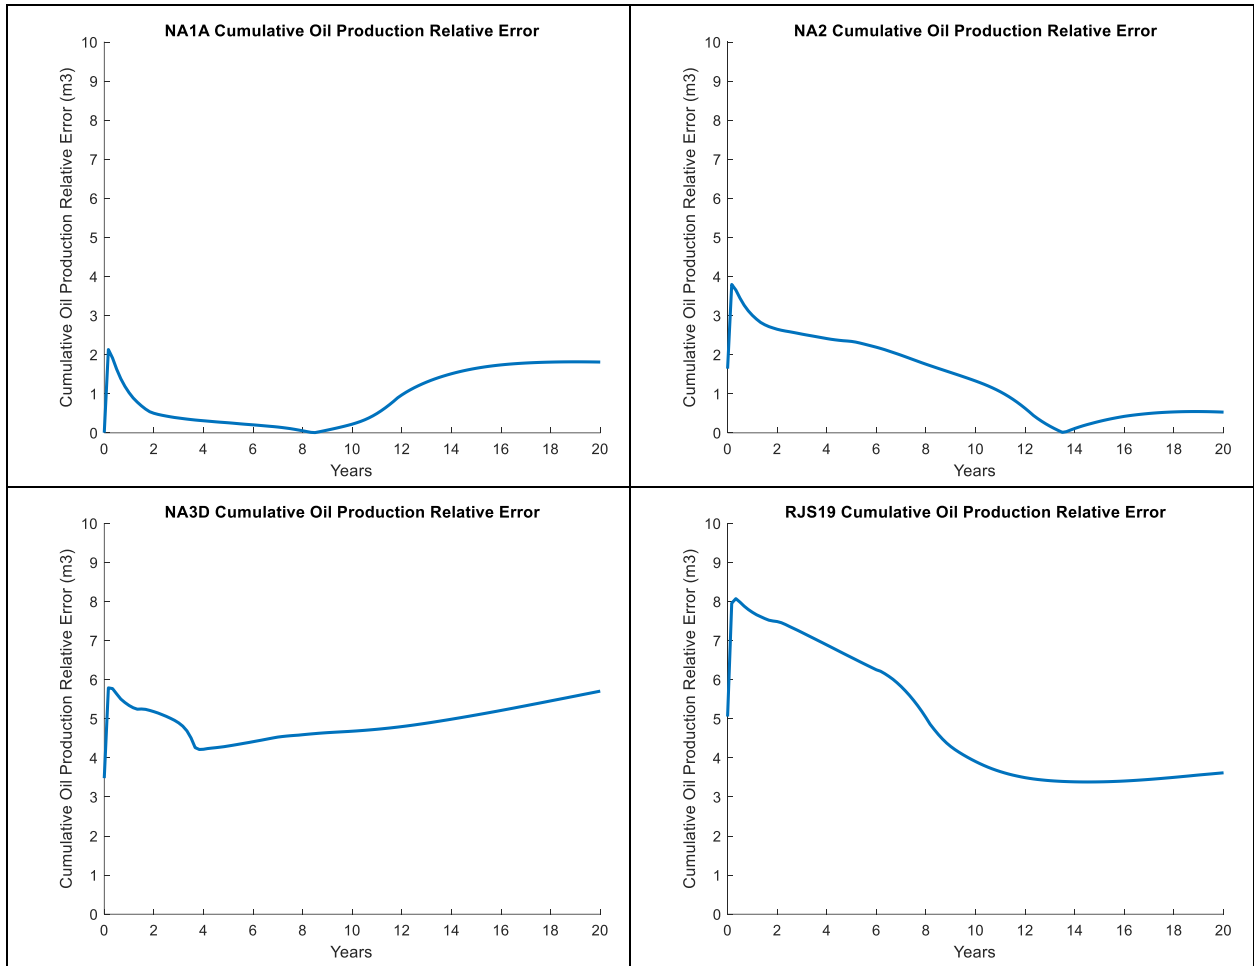 NA1A Cumulative Oil Production Relative Error
Cumulative Oil Production Relative Error (m3)
10
9
8
7
6
5
4
3
2
1
0
0 2 4 6 8 10 12 14 16 18 20
Years
NA2 Cumulative Oil Production Relative Error
Cumulative Oil Production Relative Error (m3)
10
9
8
7
6
5
4
3
2
1
0
0 2 4 6 8 10 12 14 16 18 20
Years
NA3D Cumulative Oil Production Relative Error
Cumulative Oil Production Relative Error (m3)
10
9
8
7
6
5
4
3
2
1
0
0 2 4 6 8 10 12 14 16 18 20
Years
RJS19 Cumulative Oil Production Relative Error
Cumulative Oil Production Relative Error (m3)
10
9
8
7
6
5
4
3
2
1
0
0 2 4 6 8 10 12 14 16 18 20
Years